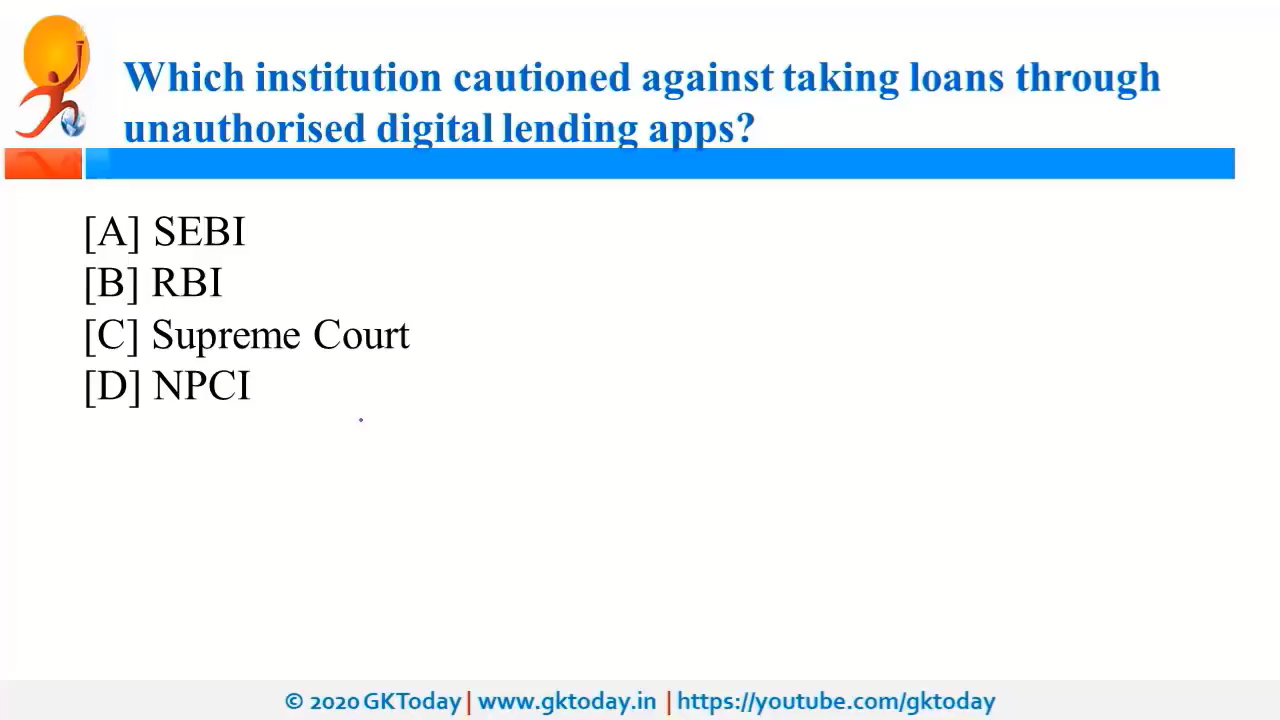 Which institution cautioned against taking loans through
unauthorised digital lending apps?
[A] SEBI
[B] RBI
[C] Supreme Court
[D] NPCI
© 2020 GKToday | www.gktoday.in | https://youtube.com/gktoday